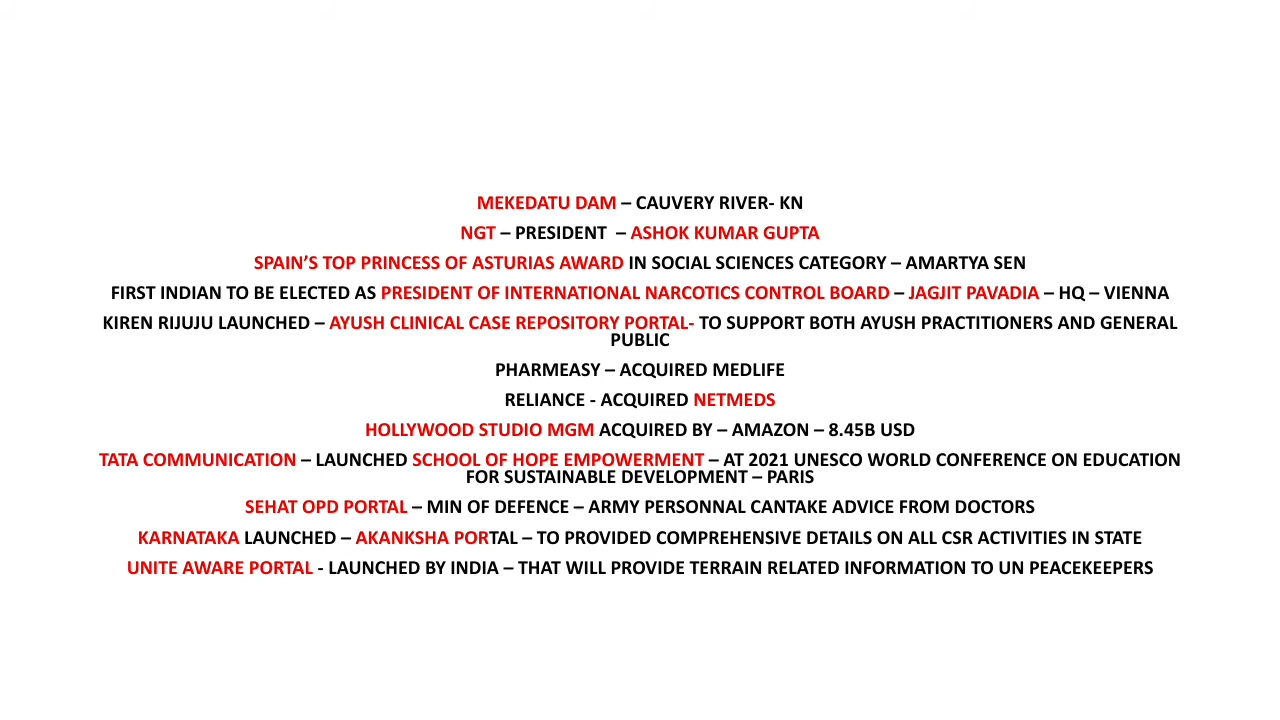 MEKEDATU DAM – CAUVERY RIVER- KN
NGT – PRESIDENT – ASHOK KUMAR GUPTA
SPAIN'S TOP PRINCESS OF ASTURIAS AWARD IN SOCIAL SCIENCES CATEGORY – AMARTYA SEN
FIRST INDIAN TO BE ELECTED AS PRESIDENT OF INTERNATIONAL NARCOTICS CONTROL BOARD – JAGJIT PAVADIA – HQ – VIENNA
KIREN RIJUJU LAUNCHED – AYUSH CLINICAL CASE REPOSITORY PORTAL- TO SUPPORT BOTH AYUSH PRACTITIONERS AND GENERAL
PUBLIC
PHARMEASY – ACQUIRED MEDLIFE
RELIANCE - ACQUIRED NETMEDS
HOLLYWOOD STUDIO MGM ACQUIRED BY – AMAZON – 8.45B USD
TATA COMMUNICATION – LAUNCHED SCHOOL OF HOPE EMPOWERMENT – AT 2021 UNESCO WORLD CONFERENCE ON EDUCATION
FOR SUSTAINABLE DEVELOPMENT – PARIS
SEHAT OPD PORTAL – MIN OF DEFENCE – ARMY PERSONNAL CANTAKE ADVICE FROM DOCTORS
KARNATAKA LAUNCHED – AKANKSHA PORTAL – TO PROVIDED COMPREHENSIVE DETAILS ON ALL CSR ACTIVITIES IN STATE
UNITE AWARE PORTAL - LAUNCHED BY INDIA – THAT WILL PROVIDE TERRAIN RELATED INFORMATION TO UN PEACEKEEPERS